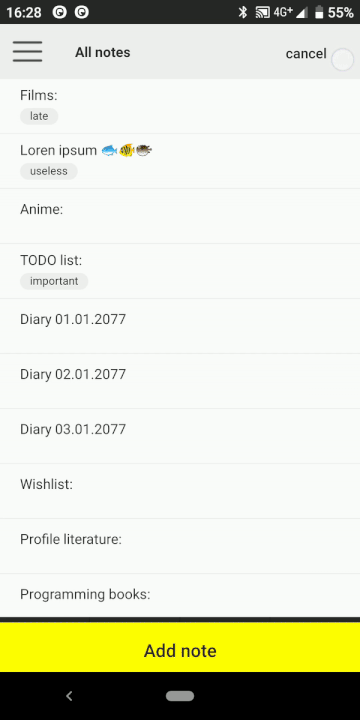 16:28 4G+ 55%
All notes cancel
Films:
late
Loren ipsum 🐟🐠🐡
useless
Anime:
TODO list:
important
Diary 01.01.2077
Diary 02.01.2077
Diary 03.01.2077
Wishlist:
Profile literature:
Programming books:
Add note